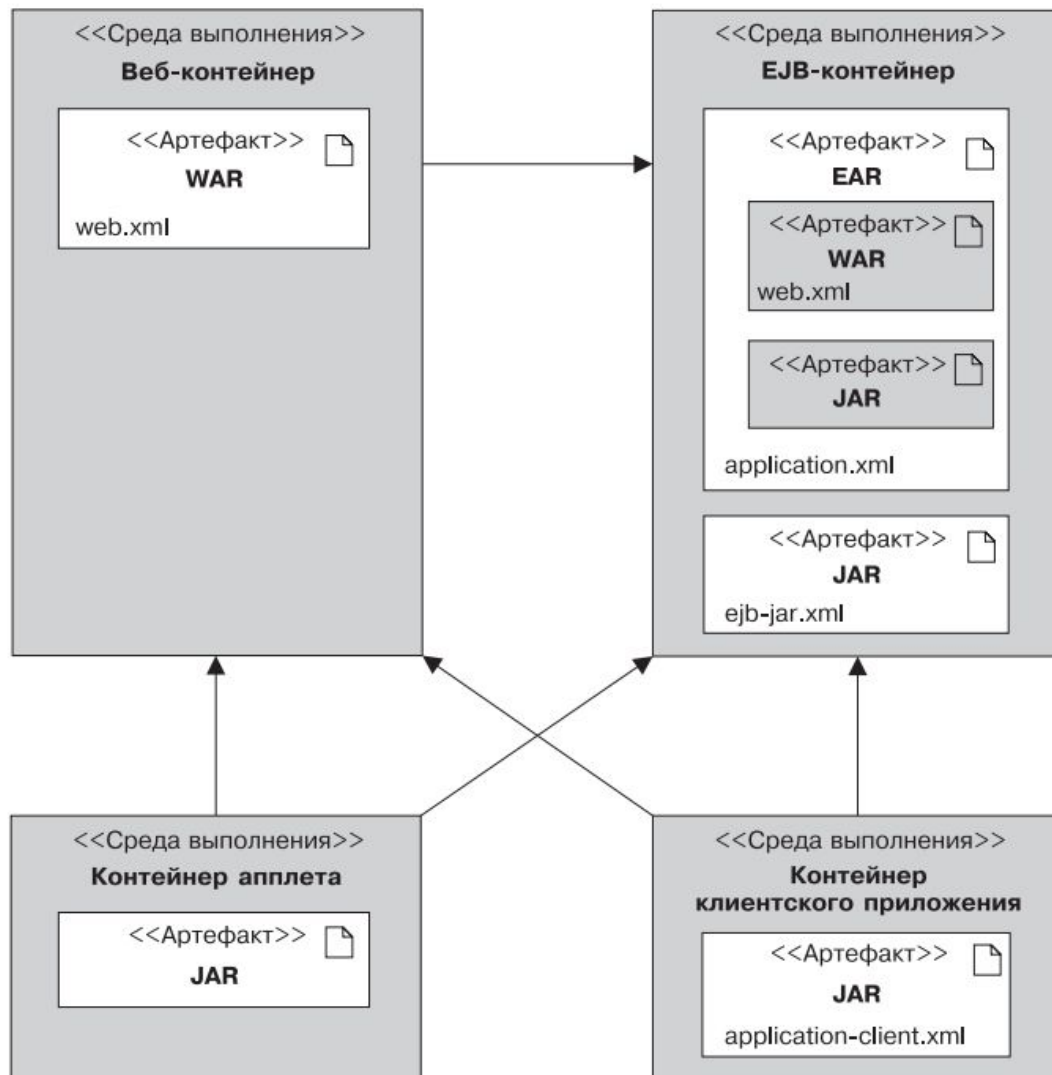 <<Среда выполнения>>
Веб-контейнер
<<Артефакт>>
WAR
web.xml
<<Среда выполнения>>
EJB-контейнер
<<Артефакт>>
EAR
<<Артефакт>>
WAR
web.xml
<<Артефакт>>
JAR
application.xml
<<Артефакт>>
JAR
ejb-jar.xml
<<Среда выполнения>>
Контейнер апплета
<<Артефакт>>
JAR
<<Среда выполнения>>
Контейнер
клиентского приложения
<<Артефакт>>
JAR
application-client.xml